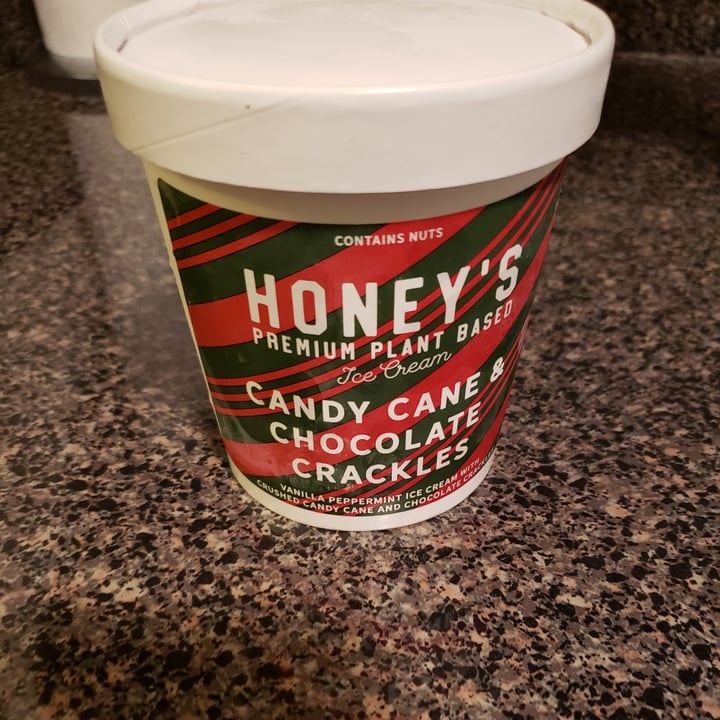 CONTAINS NUTS
HONEY'S
PREMIUM PLANT BASED
Ice Cream
CANDY CANE &
CHOCOLATE
CRACKLES
VANILLA PEPPERMINT ICE CREAM WITH
CRUSHED CANDY CANE AND CHOCOLATE